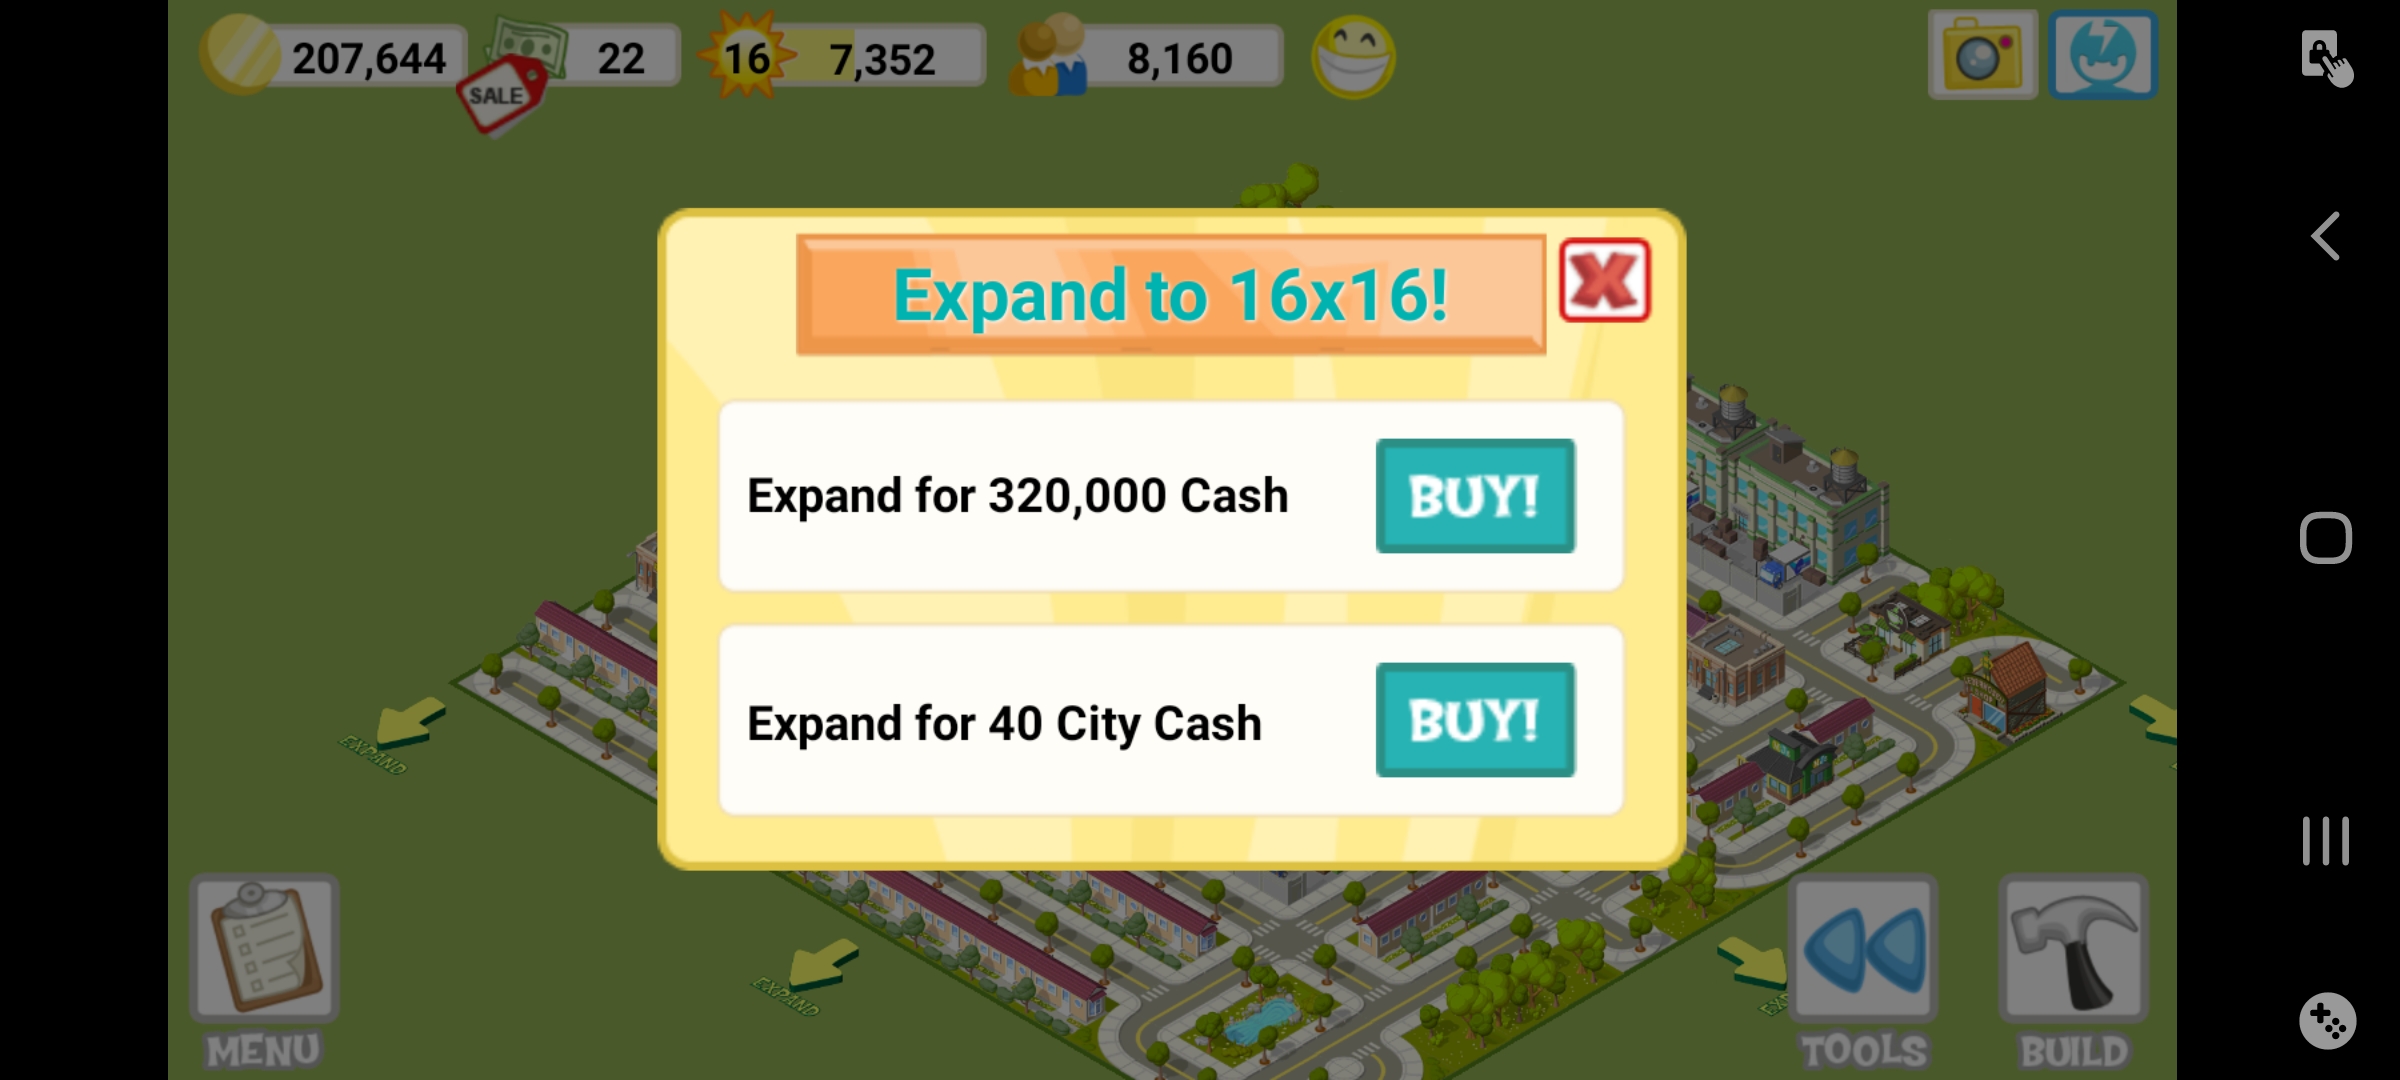 207,644
22
16
7,352
8,160
SALE
Expand to 16x16!
Expand for 320,000 Cash
BUY!
Expand for 40 City Cash
BUY!
EXPAND
EXPAND
MENU
TOOLS
BUILD